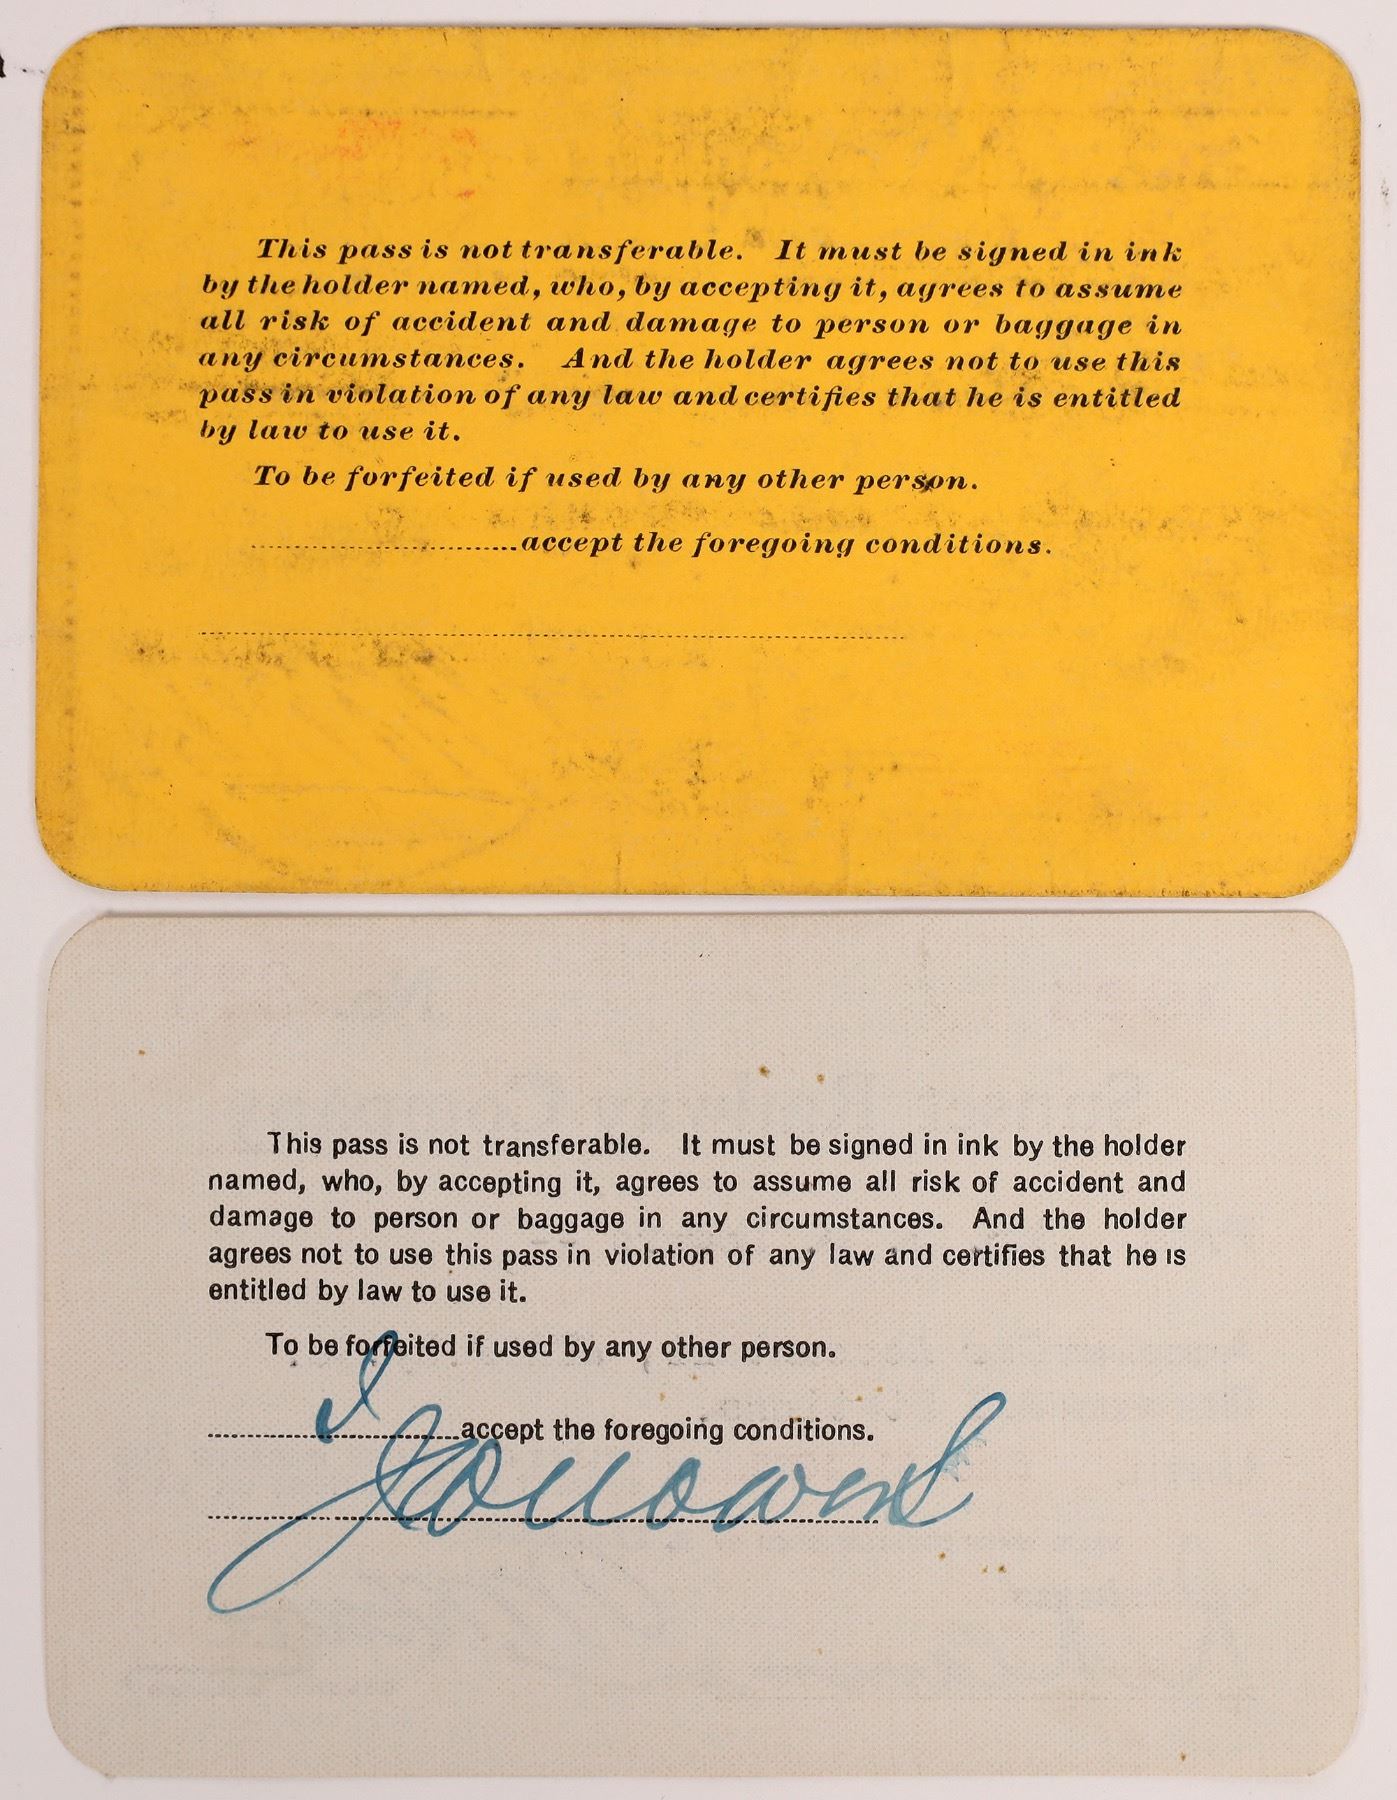 This pass is not transferable. It must be signed in ink
by the holder named, who, by accepting it, agrees to assume
all risk of accident and damage to person or baggage in
any circumstances. And the holder agrees not to use this
pass in violation of any law and certifies that he is entitled
by law to use it.
To be forfeited if used by any other person.
accept the foregoing conditions.
This pass is not transferable. It must be signed in ink by the holder
named, who, by accepting it, agrees to assume all risk of accident and
damage to person or baggage in any circumstances. And the holder
agrees not to use this pass in violation of any law and certifies that he is
entitled by law to use it.
To be forfeited if used by any other person.
I accept the foregoing conditions.